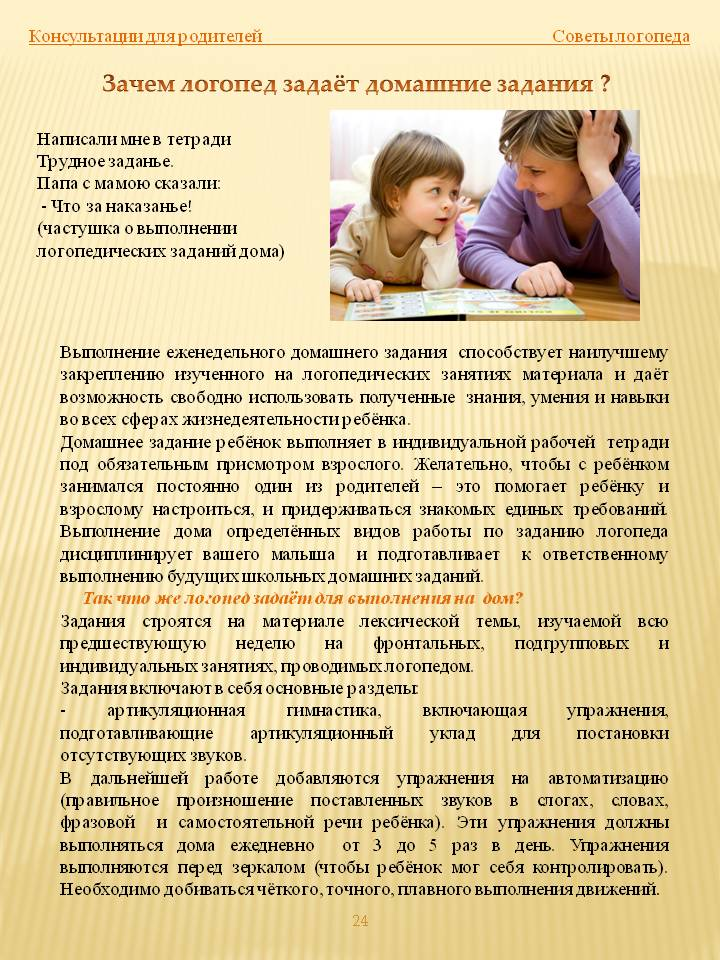 Консультации для родителей Советы логопеда
Зачем логопед задаёт домашние задания ?
Написали мне в тетради
Трудное заданье.
Папа с мамою сказали:
- Что за наказанье!
(частушка о выполнении
логопедических заданий дома)
Выполнение еженедельного домашнего задания способствует наилучшему
закреплению изученного на логопедических занятиях материала и даёт
возможность свободно использовать полученные знания, умения и навыки
во всех сферах жизнедеятельности ребёнка.
Домашнее задание ребёнок выполняет в индивидуальной рабочей тетради
под обязательным присмотром взрослого. Желательно, чтобы с ребёнком
занимался постоянно один из родителей – это помогает ребёнку и
взрослому настроиться, и придерживаться знакомых единых требований.
Выполнение дома определённых видов работы по заданию логопеда
дисциплинирует вашего малыша и подготавливает к ответственному
выполнению будущих школьных домашних заданий.
Так что же логопед задаёт для выполнения на дом?
Задания строятся на материале лексической темы, изучаемой всю
предшествующую неделю на фронтальных, подгрупповых и
индивидуальных занятиях, проводимых логопедом.
Задания включают в себя основные разделы:
- артикуляционная гимнастика, включающая упражнения,
подготавливающие артикуляционный уклад для постановки
отсутствующих звуков.
В дальнейшей работе добавляются упражнения на автоматизацию
(правильное произношение поставленных звуков в слогах, словах,
фразовой и самостоятельной речи ребёнка). Эти упражнения должны
выполняться дома ежедневно от 3 до 5 раз в день. Упражнения
выполняются перед зеркалом (чтобы ребёнок мог себя контролировать).
Необходимо добиваться чёткого, точного, плавного выполнения движений.
24